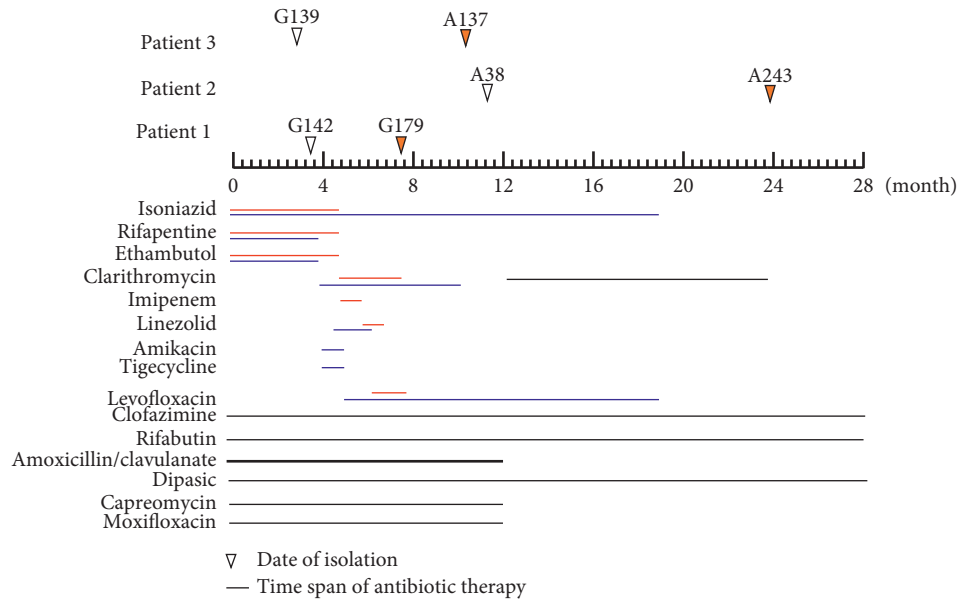 G139 A137
Patient 3
A38 A243
Patient 2
G142 G179
Patient 1
0 4 8 12 16 20 24 28 (month)
Isoniazid
Rifapentine
Ethambutol
Clarithromycin
Imipenem
Linezolid
Amikacin
Tigecycline
Levofloxacin
Clofazimine
Rifabutin
Amoxicillin/clavulanate
Dipasic
Capreomycin
Moxifloxacin
Date of isolation
Time span of antibiotic therapy